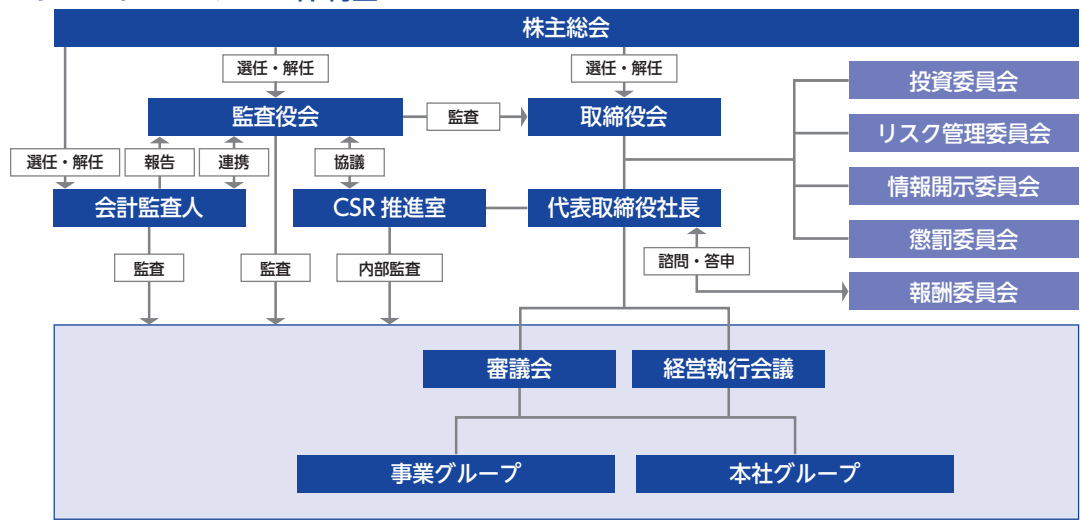 株主総会
選任・解任
選任・解任
投資委員会
監査役会
監査
取締役会
リスク管理委員会
選任・解任
報告
連携
協議
情報開示委員会
会計監査人
CSR 推進室
代表取締役社長
懲罰委員会
監査
監査
内部監査
諮問・答申
報酬委員会
審議会
経営執行会議
事業グループ
本社グループ